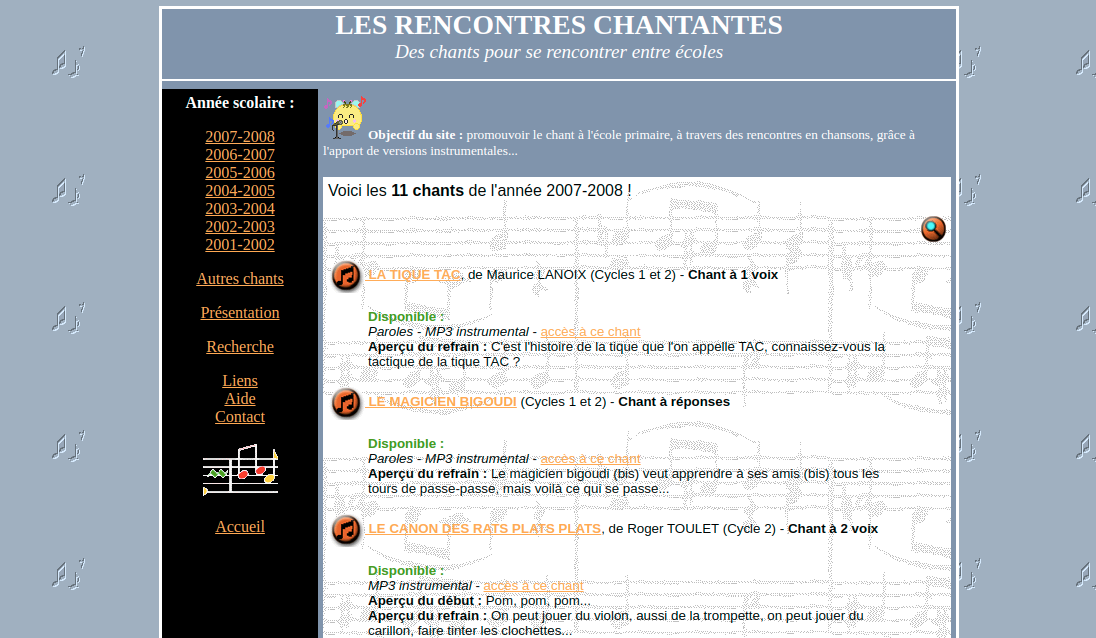 LES RENCONTRES CHANTANTES
Des chants pour se rencontrer entre écoles
Année scolaire :
2007-2008
2006-2007
2005-2006
2004-2005
2003-2004
2002-2003
2001-2002
Autres chants
Présentation
Recherche
Liens
Aide
Contact
Accueil
Objectif du site : promouvoir le chant à l'école primaire, à travers des rencontres en chansons, grâce à
l'apport de versions instrumentales...
Voici les 11 chants de l'année 2007-2008 !
LA TIQUE TAC, de Maurice LANOIX (Cycles 1 et 2) - Chant à 1 voix
Disponible :
Paroles - MP3 instrumental - accès à ce chant
Aperçu du refrain : C'est l'histoire de la tique que l'on appelle TAC, connaissez-vous la
tactique de la tique TAC ?
LE MAGICIEN BIGOUDI (Cycles 1 et 2) - Chant à réponses
Disponible :
Paroles - MP3 instrumental - accès à ce chant
Aperçu du refrain : Le magicien bigoudi (bis) veut apprendre à ses amis (bis) tous les
tours de passe-passe, mais voilà ce qui se passe...
LE CANON DES RATS PLATS PLATS, de Roger TOULET (Cycle 2) - Chant à 2 voix
Disponible :
MP3 instrumental - accès à ce chant
Aperçu du début : Pom, pom, pom...
Aperçu du refrain : On peut jouer du violon, aussi de la trompette, on peut jouer du
carillon, faire tinter les clochettes...